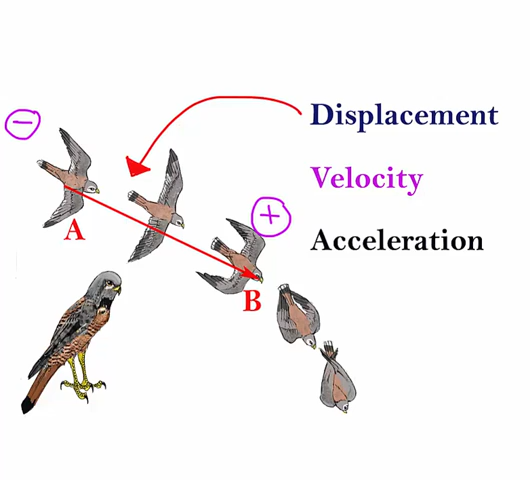 Displacement
−
Velocity
+
A
Acceleration
B